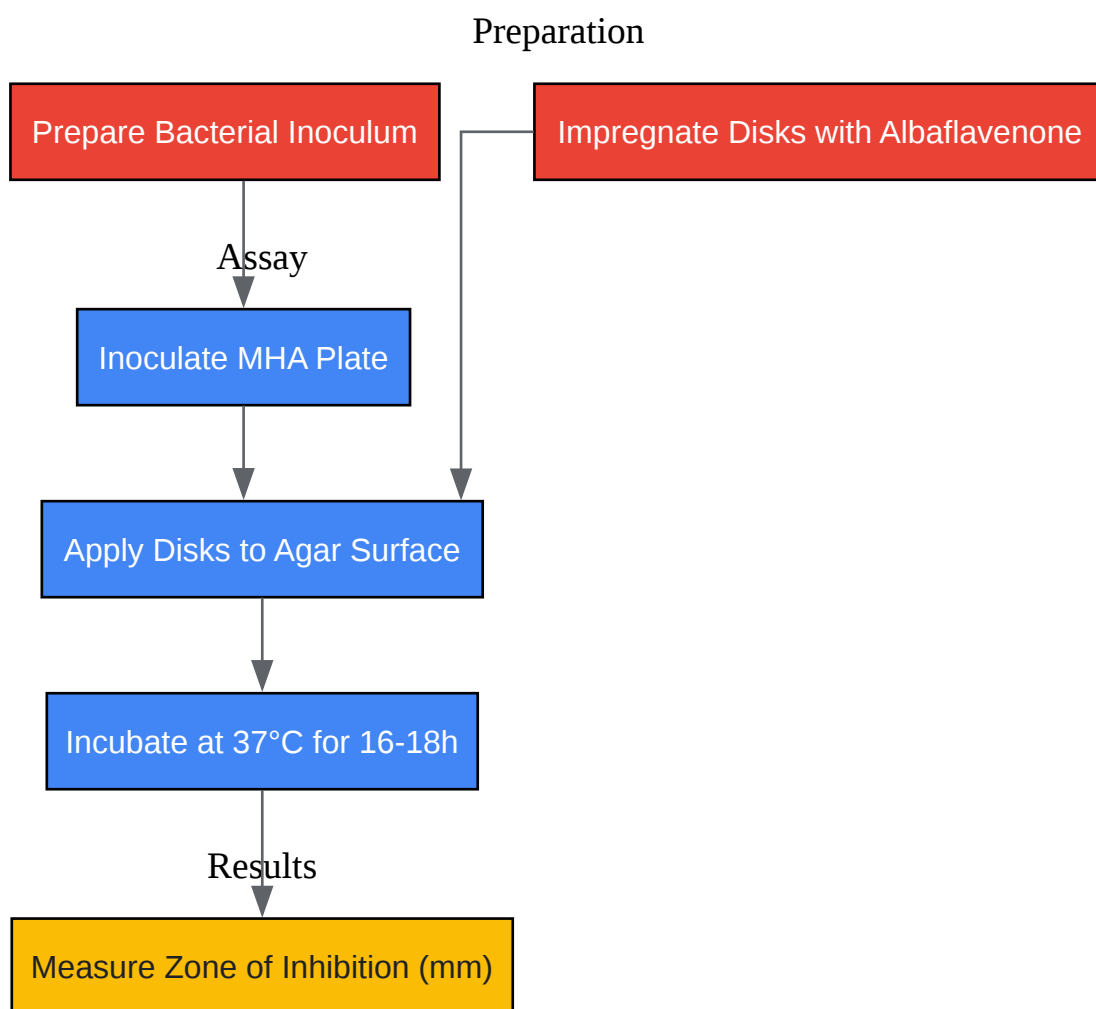 Preparation
Prepare Bacterial Inoculum
Impregnate Disks with Albaflavenone
Assay
Inoculate MHA Plate
Apply Disks to Agar Surface
Incubate at 37°C for 16-18h
Results
Measure Zone of Inhibition (mm)